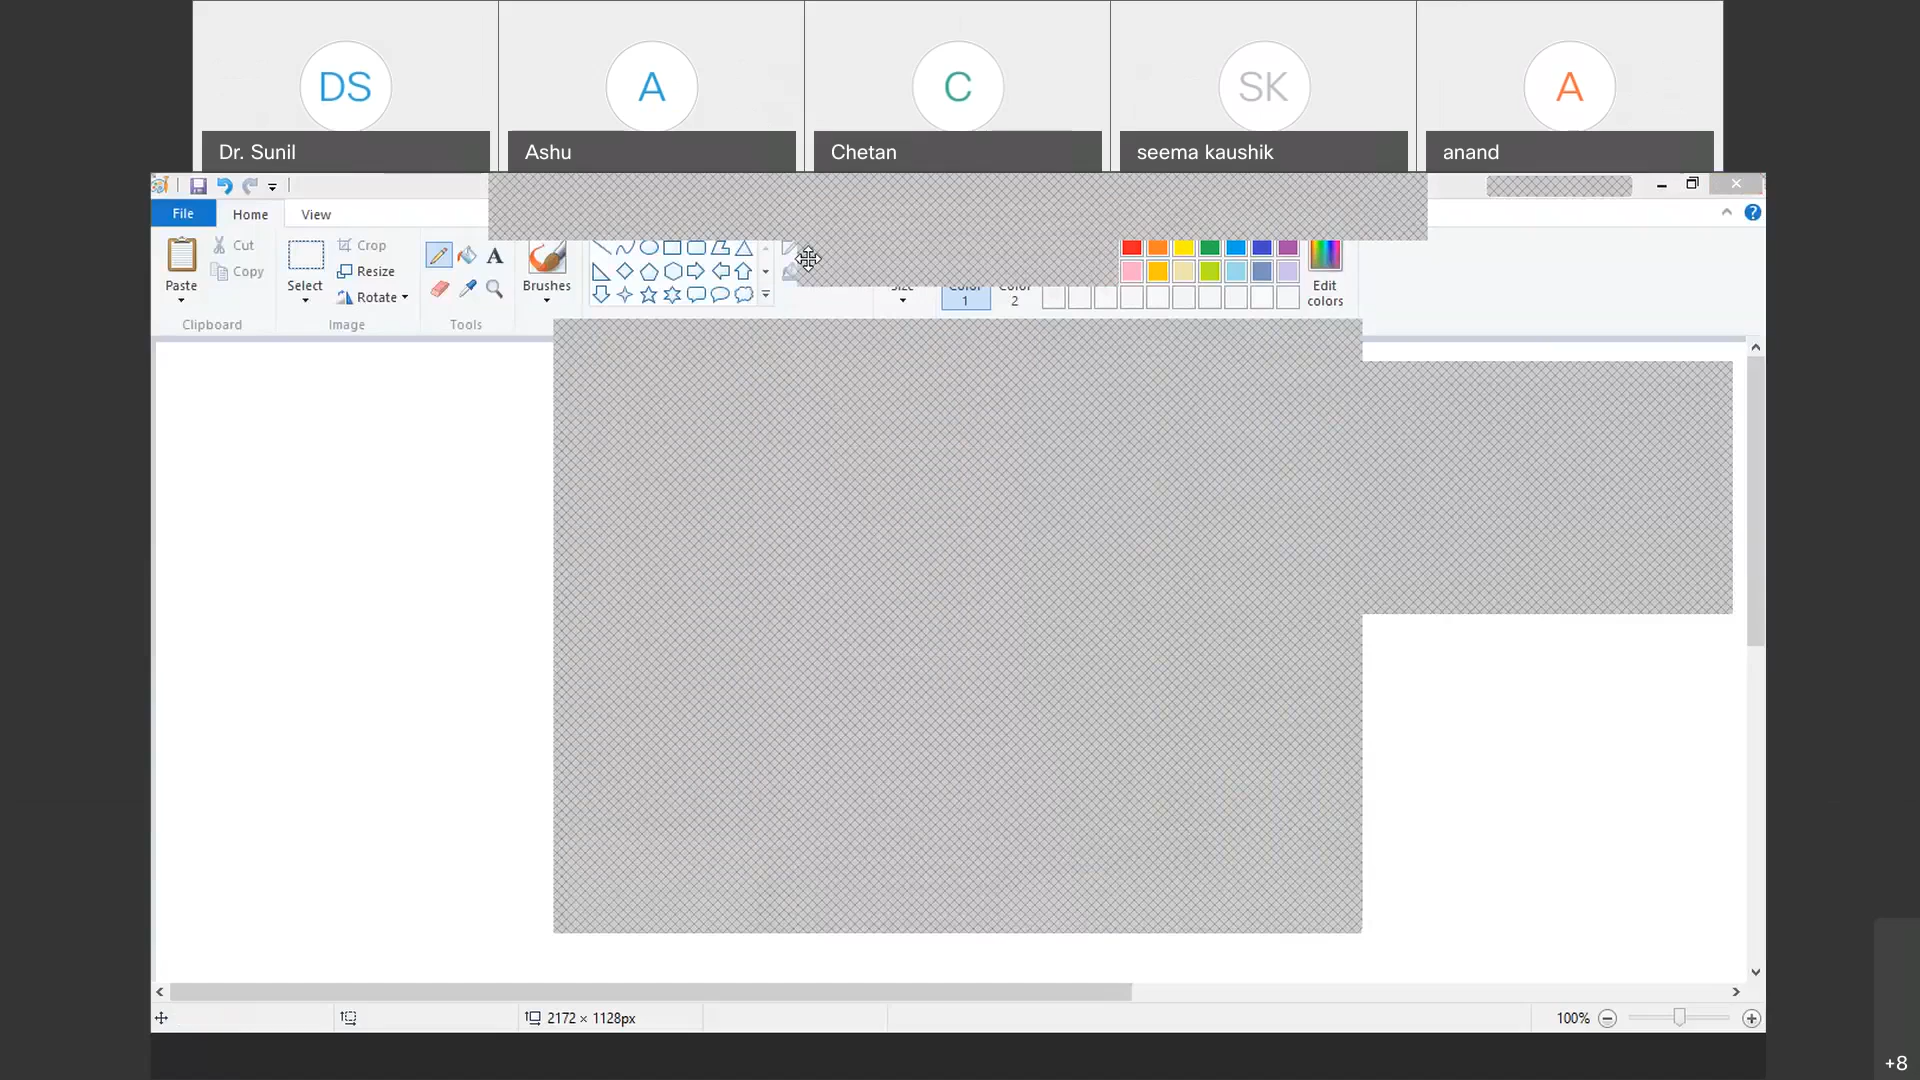 DS A C SK A
Dr. Sunil Ashu Chetan seema kaushik anand
File Home View
Cut Crop A
Copy Resize
Paste Select Rotate Brushes Edit
1 2 colors
Clipboard Image Tools
2172 × 1128px 100%
+8